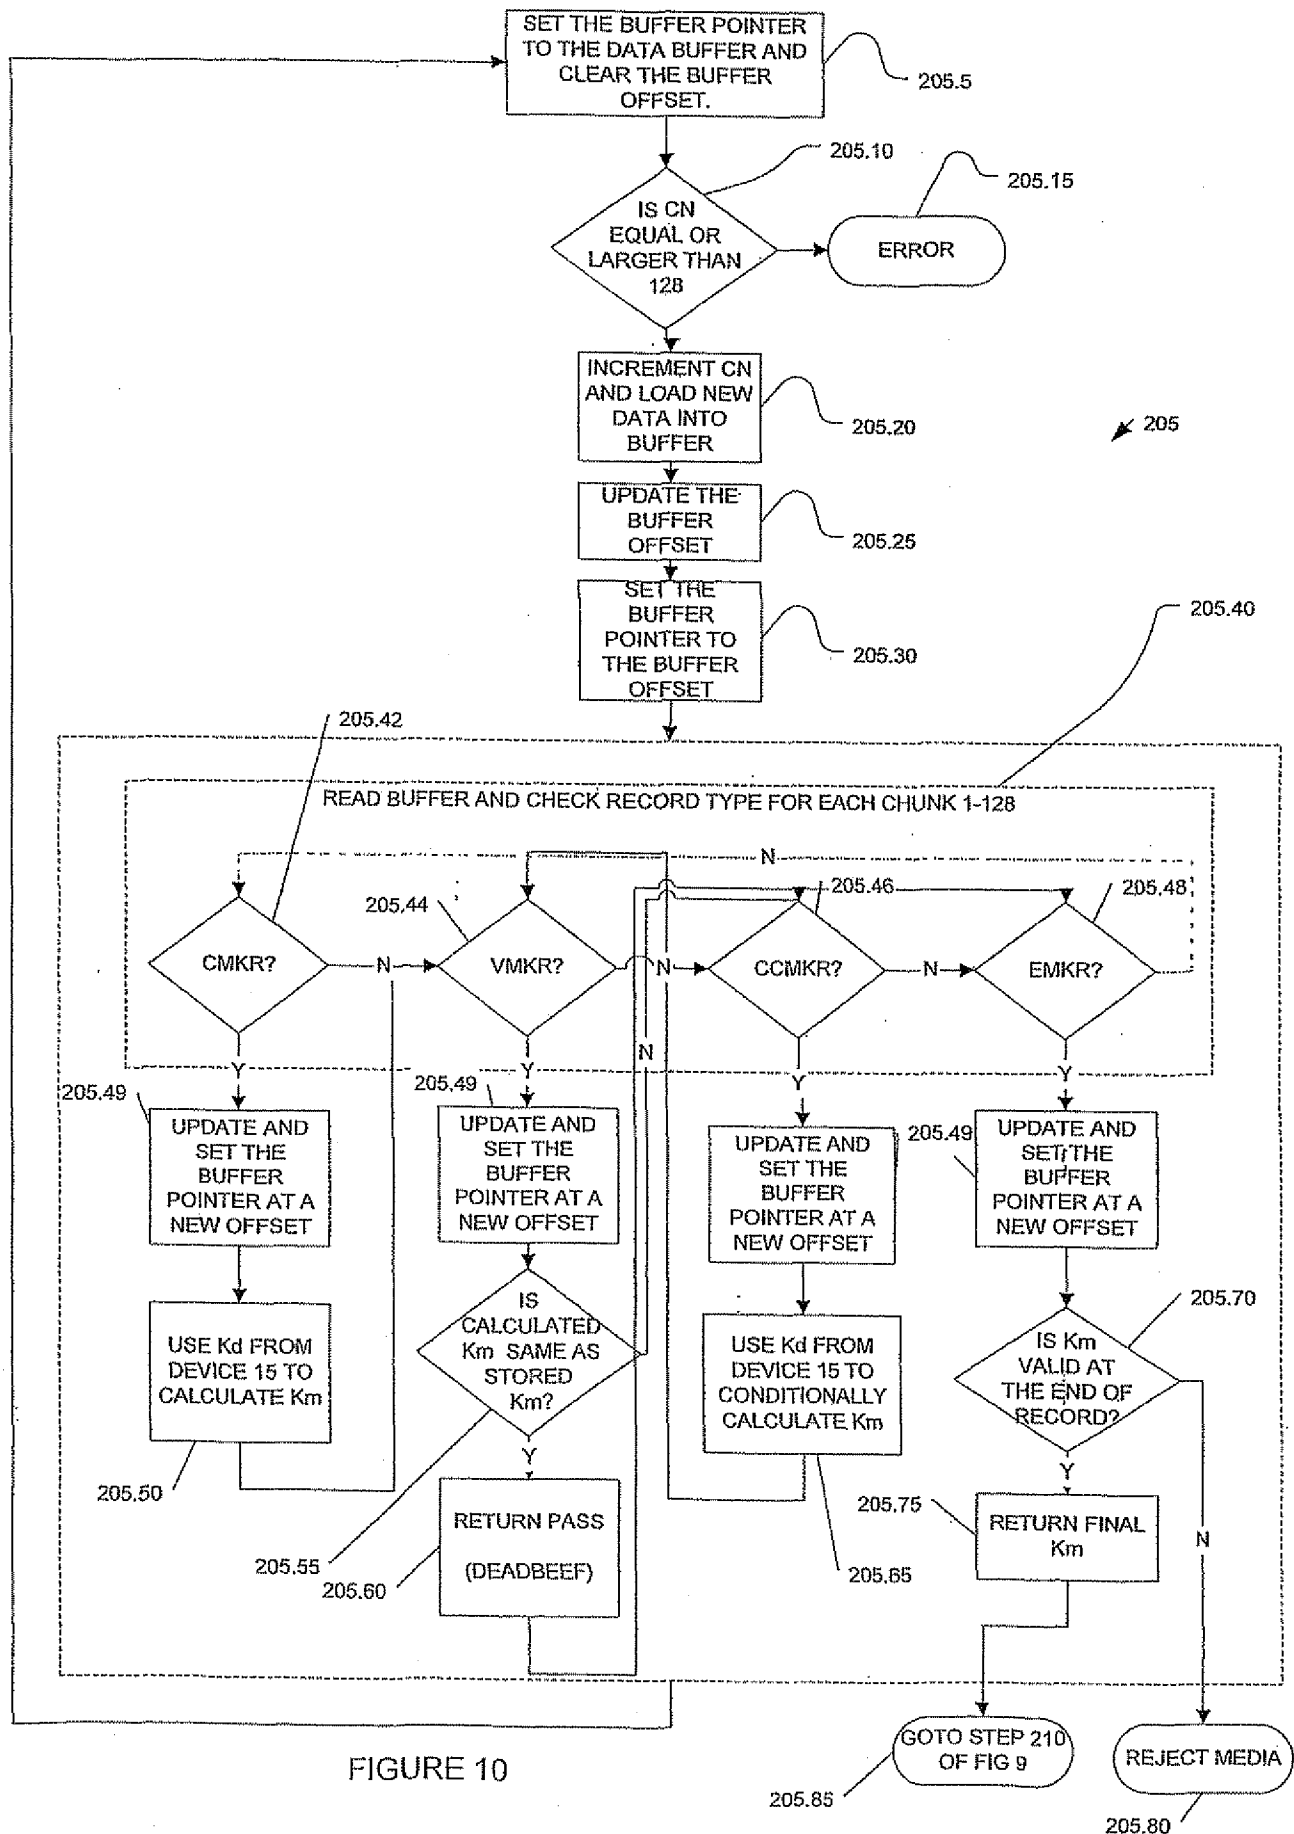 SET THE BUFFER POINTER
TO THE DATA BUFFER AND
CLEAR THE BUFFER
OFFSET.
205.5
205.10
IS CN
EQUAL OR
LARGER THAN
128
205.15
ERROR
INCREMENT CN
AND LOAD NEW
DATA INTO
BUFFER
205.20
205
UPDATE THE
BUFFER
OFFSET
205.25
SET THE
BUFFER
POINTER TO
THE BUFFER
OFFSET
205.30
205.40
205.42
READ BUFFER AND CHECK RECORD TYPE FOR EACH CHUNK 1-128
N
205.44
205.46
205.48
CMKR?
N
VMKR?
N
CCMKR?
N
EMKR?
N
Y
Y
Y
Y
205.49
UPDATE AND
SET THE
BUFFER
POINTER AT A
NEW OFFSET
205.49
UPDATE AND
SET THE
BUFFER
POINTER AT A
NEW OFFSET
UPDATE AND
SET THE
BUFFER
POINTER AT A
NEW OFFSET
205.49
UPDATE AND
SET THE
BUFFER
POINTER AT A
NEW OFFSET
USE Kd FROM
DEVICE 15 TO
CALCULATE Km
205.50
IS
CALCULATED
Km SAME AS
STORED
Km?
205.55
Y
USE Kd FROM
DEVICE 15 TO
CONDITIONALLY
CALCULATE Km
205.65
205.70
IS Km
VALID AT
THE END OF
RECORD?
Y
N
RETURN PASS
(DEADBEEF)
205.60
205.75
RETURN FINAL
Km
GOTO STEP 210
OF FIG 9
205.85
REJECT MEDIA
205.80
FIGURE 10